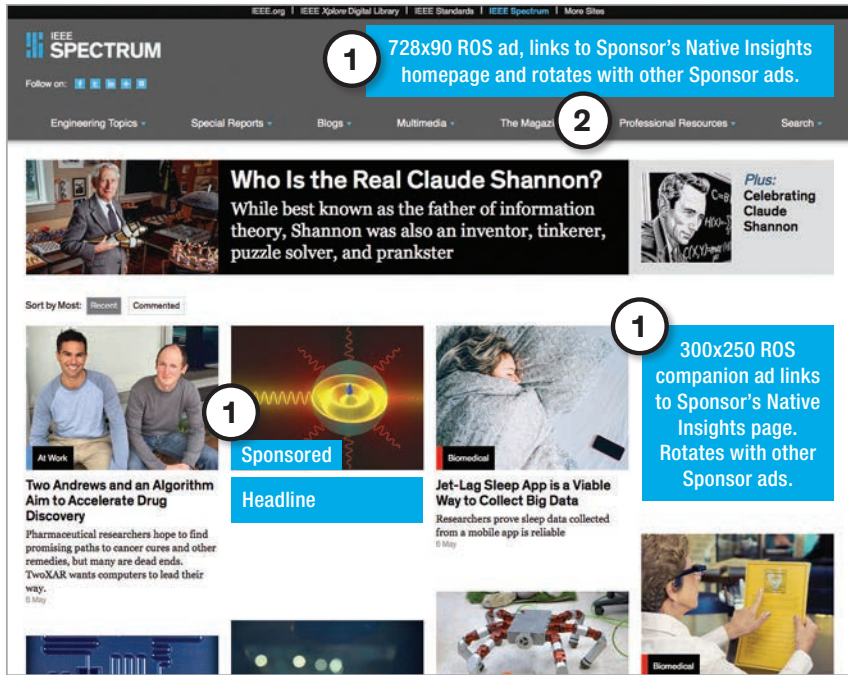 IEEE.org | IEEE Xplore Digital Library | IEEE Standards | IEEE Spectrum | More Sites
IEEE
SPECTRUM
Follow on:
1
728x90 ROS ad, links to Sponsor's Native Insights
homepage and rotates with other Sponsor ads.
2
Engineering Topics Special Reports Blogs Multimedia The Magazi Professional Resources Search
Who Is the Real Claude Shannon?
While best known as the father of information
theory, Shannon was also an inventor, tinkerer,
puzzle solver, and prankster
Plus:
Celebrating
Claude
Shannon
Sort by Most: Recent Commented
At Work
Two Andrews and an Algorithm
Aim to Accelerate Drug
Discovery
Pharmaceutical researchers hope to find
promising paths to cancer cures and other
remedies, but many are dead ends.
TwoXAR wants computers to lead their
way.
6 May
1
Sponsored
Headline
Biomedical
Jet-Lag Sleep App is a Viable
Way to Collect Big Data
Researchers prove sleep data collected
from a mobile app is reliable
6 May
1
300x250 ROS
companion ad links
to Sponsor's Native
Insights page.
Rotates with other
Sponsor ads.
Biomedical